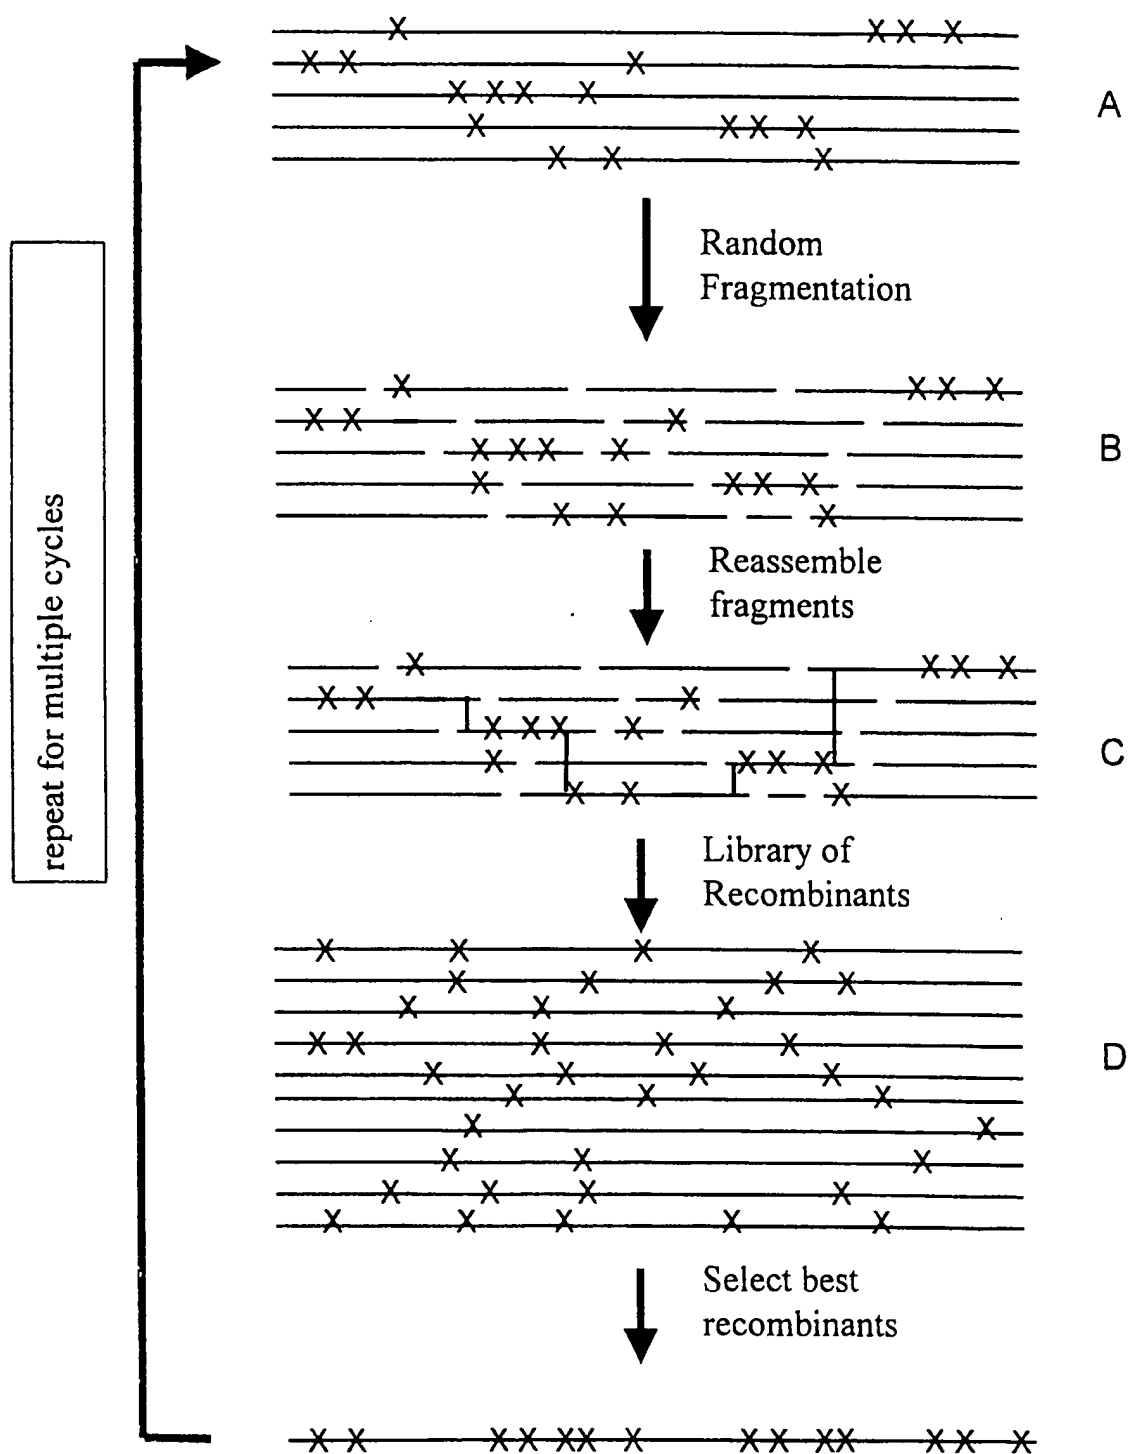 A
Random
Fragmentation
repeat for multiple cycles
B
Reassemble
fragments
C
Library of
Recombinants
D
Select best
recombinants